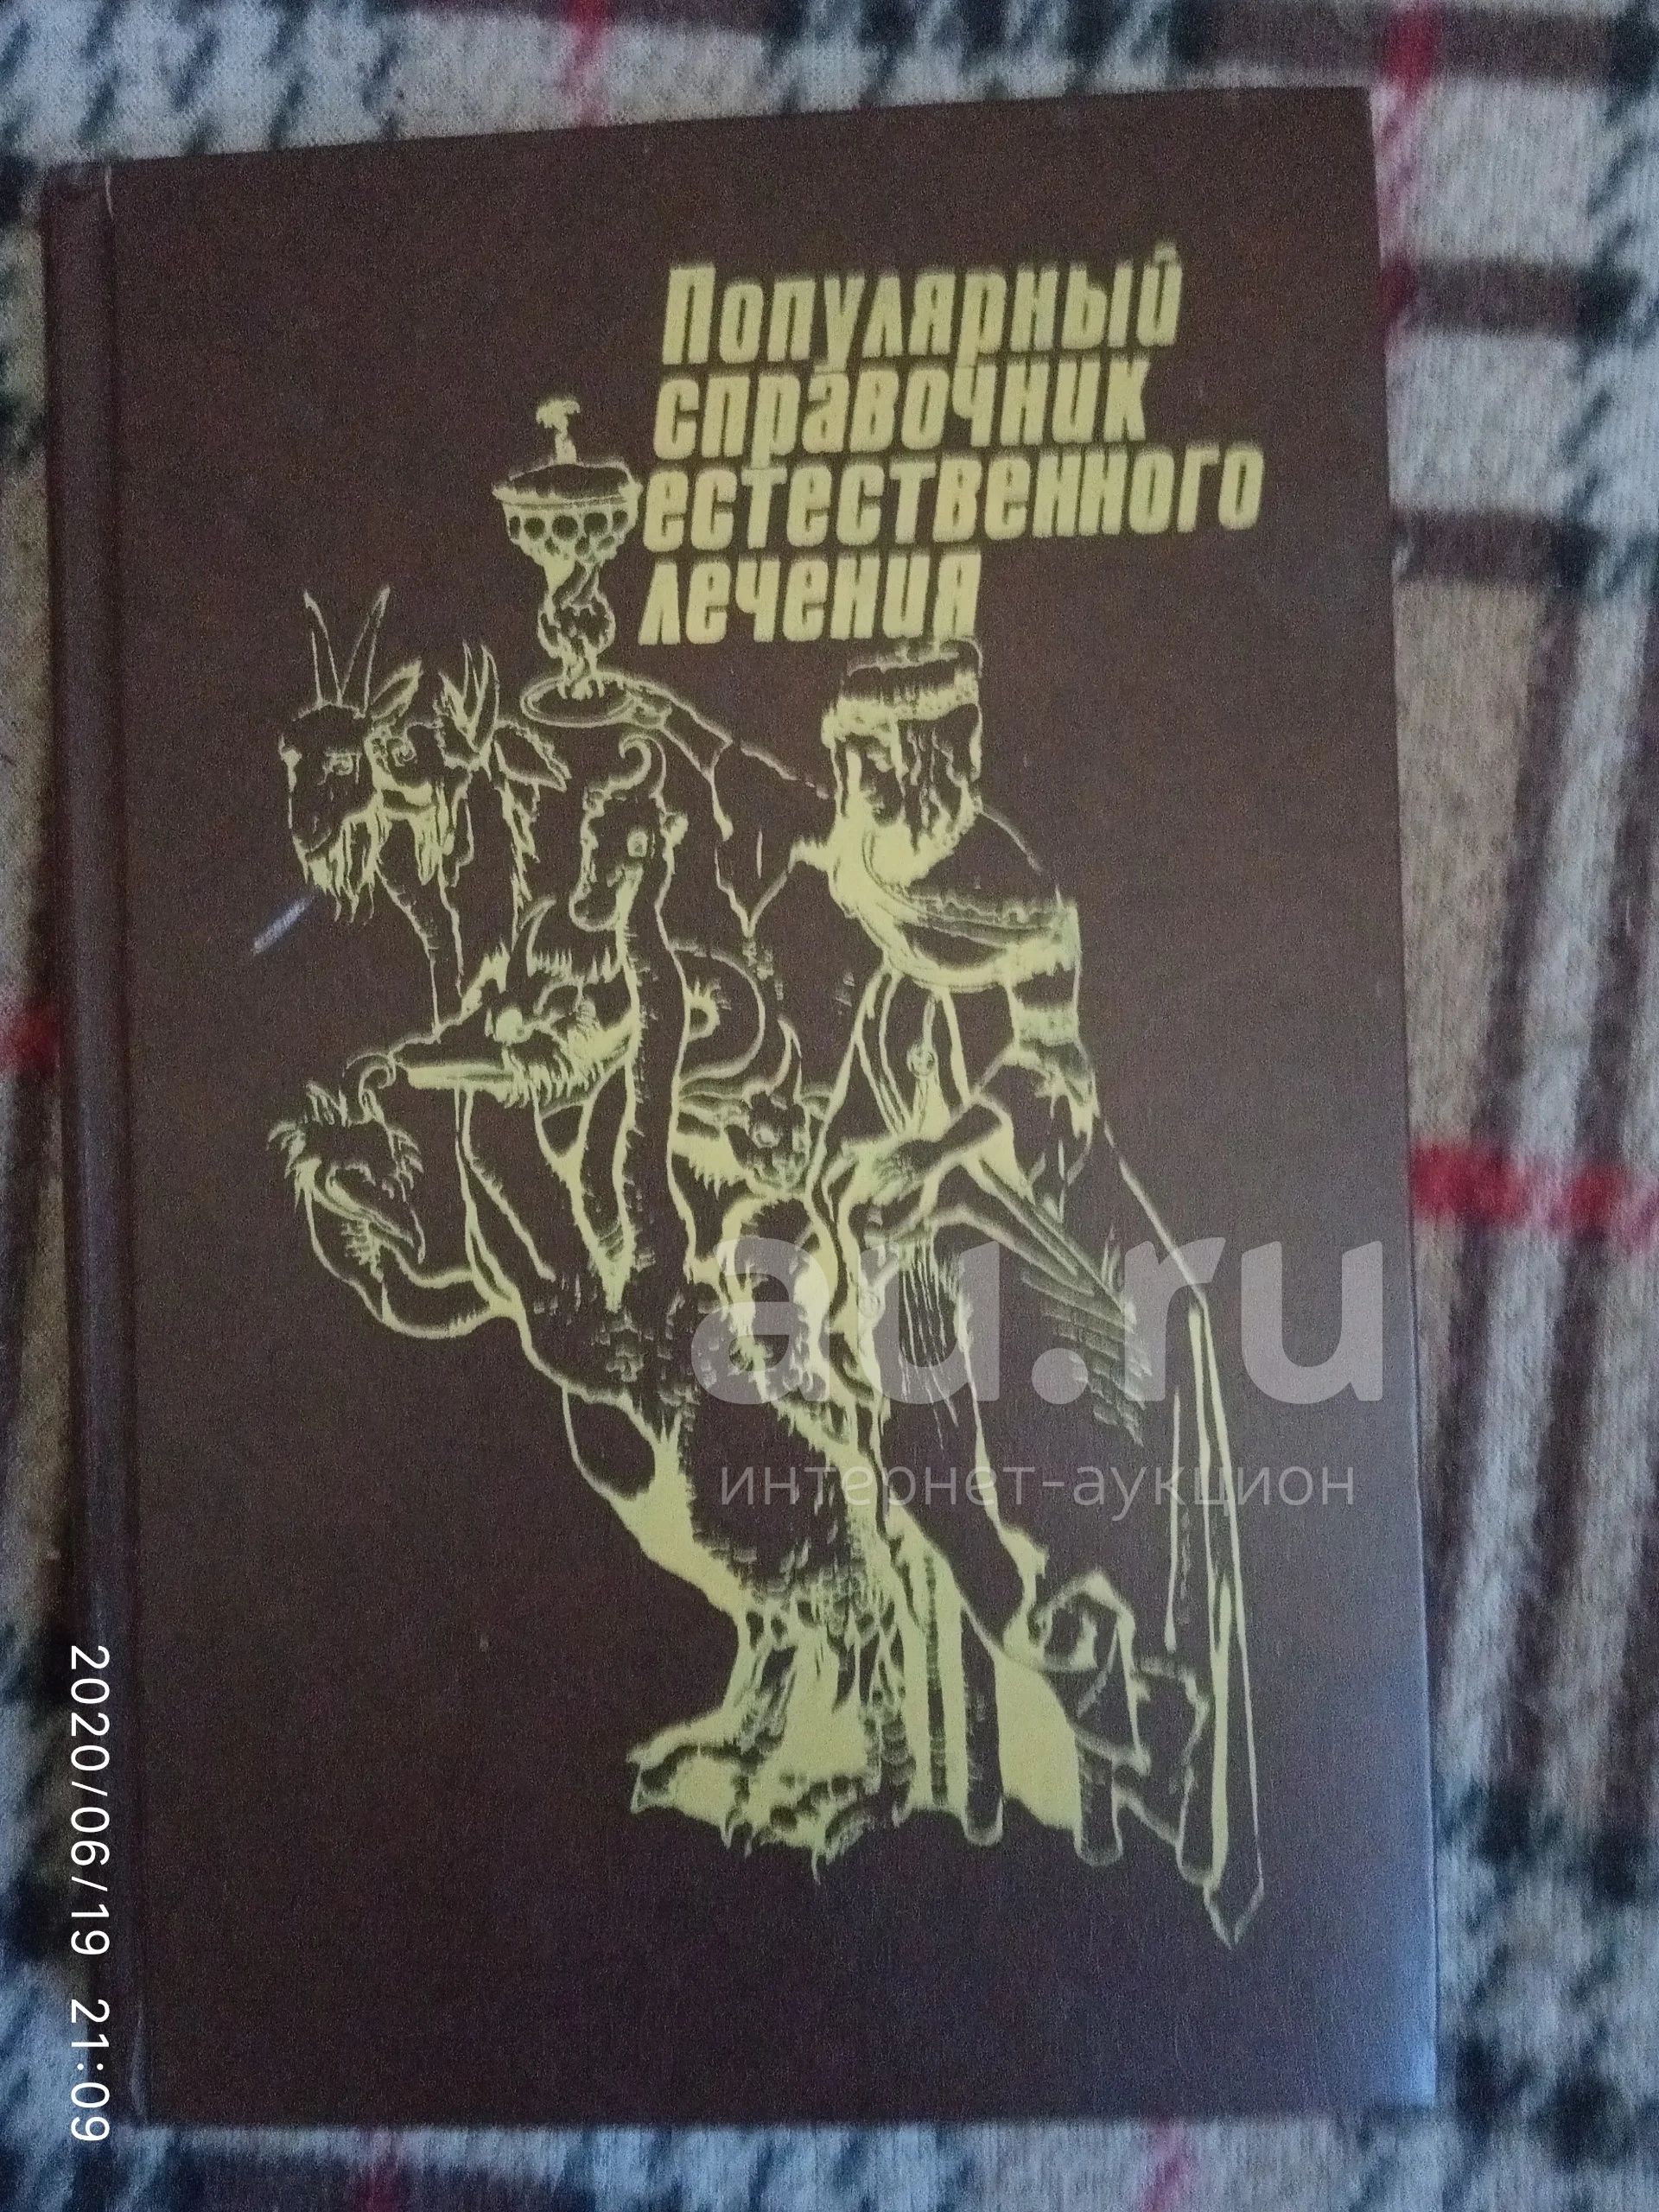 Популярный
справочник
естественного
лечения
au.ru
интернет-аукцион
2020/06/19 21:09